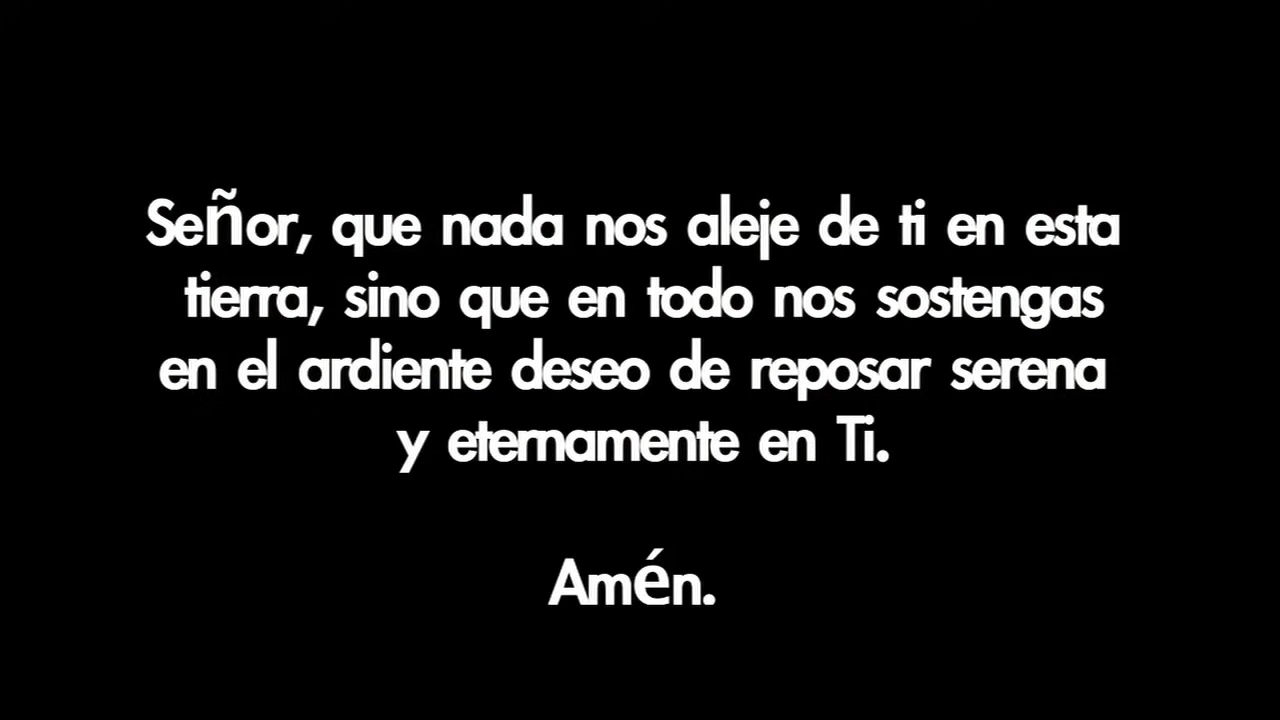 Señor, que nada nos aleje de ti en esta
tierra, sino que en todo nos sostengas
en el ardiente deseo de reposar serena
y eternamente en Ti.
Amén.